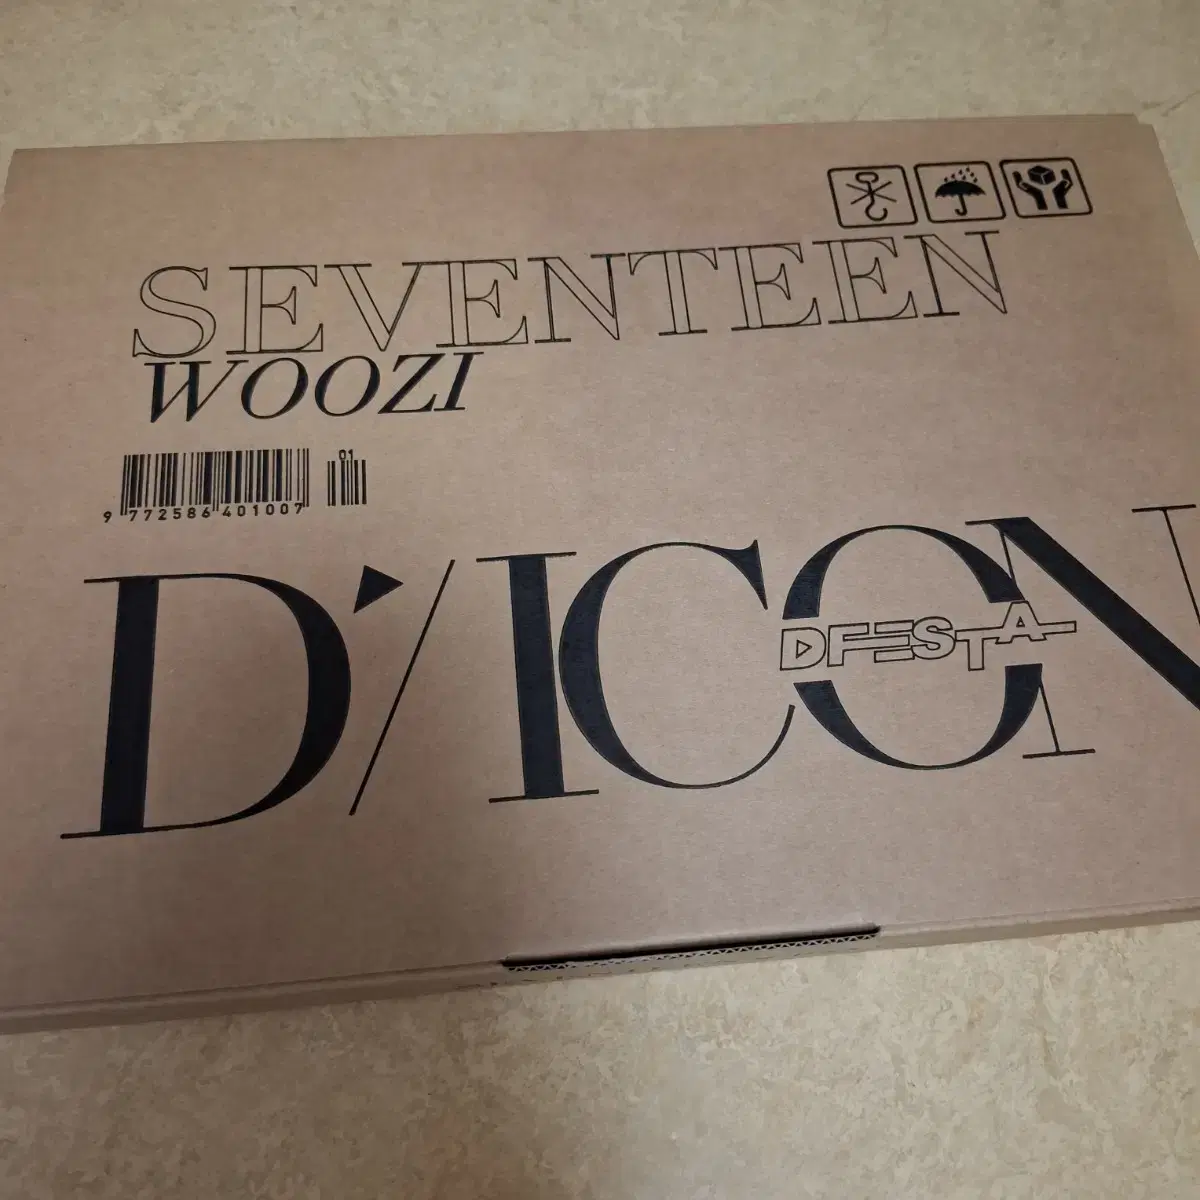 SEVENTEEN
WOOZI
01
9 772586 401007
D'/ICON
DFESTA